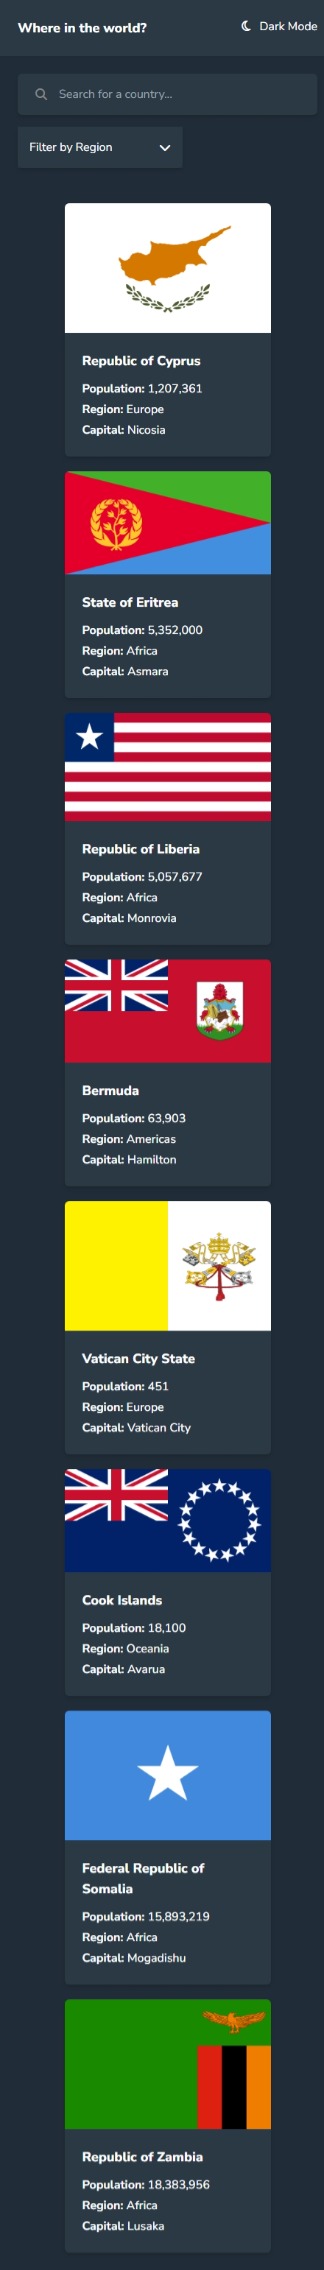 Where in the world?
Dark Mode
Search for a country...
Filter by Region
Republic of Cyprus
Population: 1,207,361
Region: Europe
Capital: Nicosia
State of Eritrea
Population: 5,352,000
Region: Africa
Capital: Asmara
Republic of Liberia
Population: 5,057,677
Region: Africa
Capital: Monrovia
Bermuda
Population: 63,903
Region: Americas
Capital: Hamilton
Vatican City State
Population: 451
Region: Europe
Capital: Vatican City
Cook Islands
Population: 18,100
Region: Oceania
Capital: Avarua
Federal Republic of
Somalia
Population: 15,893,219
Region: Africa
Capital: Mogadishu
Republic of Zambia
Population: 18,383,956
Region: Africa
Capital: Lusaka